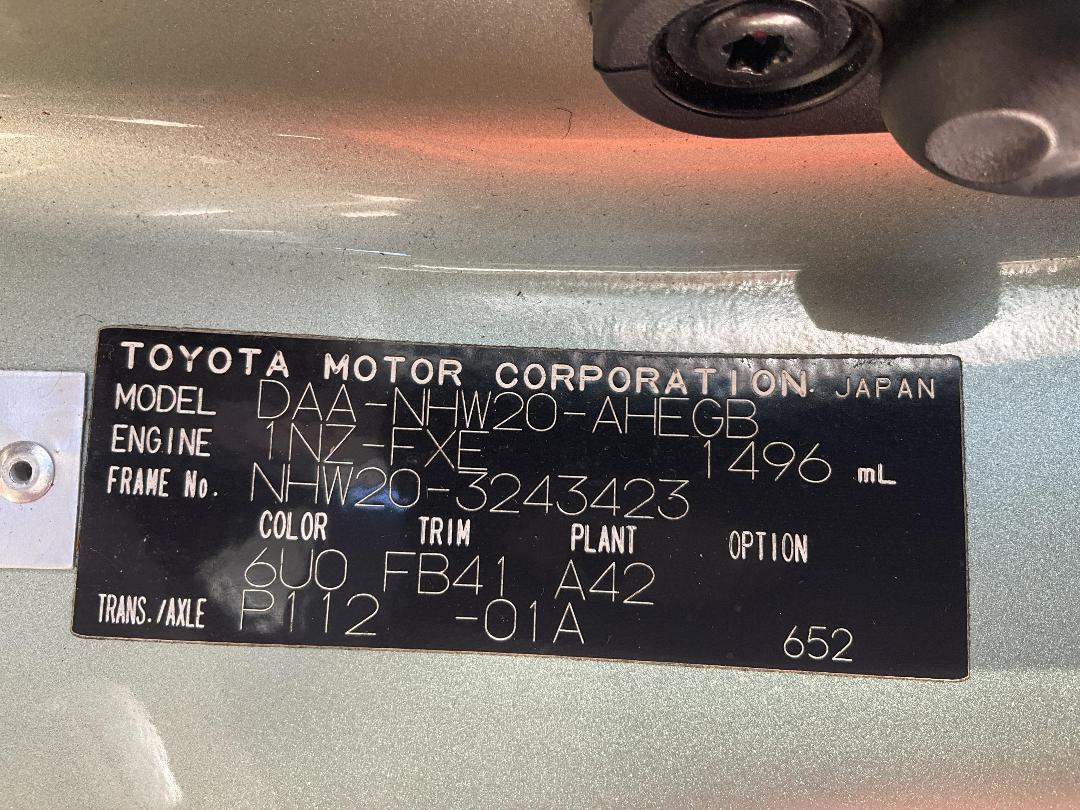 TOYOTA MOTOR CORPORATION JAPAN
MODEL DAA-NHW20-AHEGB
ENGINE 1NZ-FXE 1496 mL
FRAME No. NHW20-3243423
COLOR TRIM PLANT OPTION
6U0 FB41 A42
TRANS./AXLE P112 -01A
652